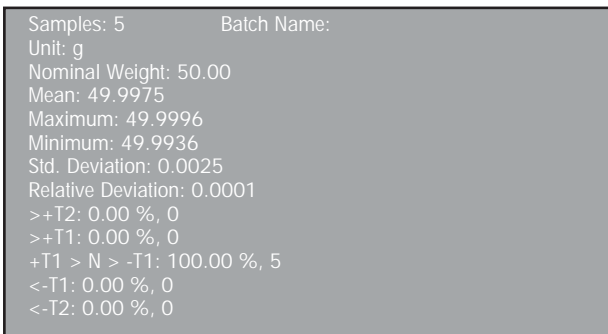 Samples: 5 Batch Name:
Unit: g
Nominal Weight: 50.00
Mean: 49.9975
Maximum: 49.9996
Minimum: 49.9936
Std. Deviation: 0.0025
Relative Deviation: 0.0001
>+T2: 0.00 %, 0
>+T1: 0.00 %, 0
+T1 > N > -T1: 100.00 %, 5
<-T1: 0.00 %, 0
<-T2: 0.00 %, 0